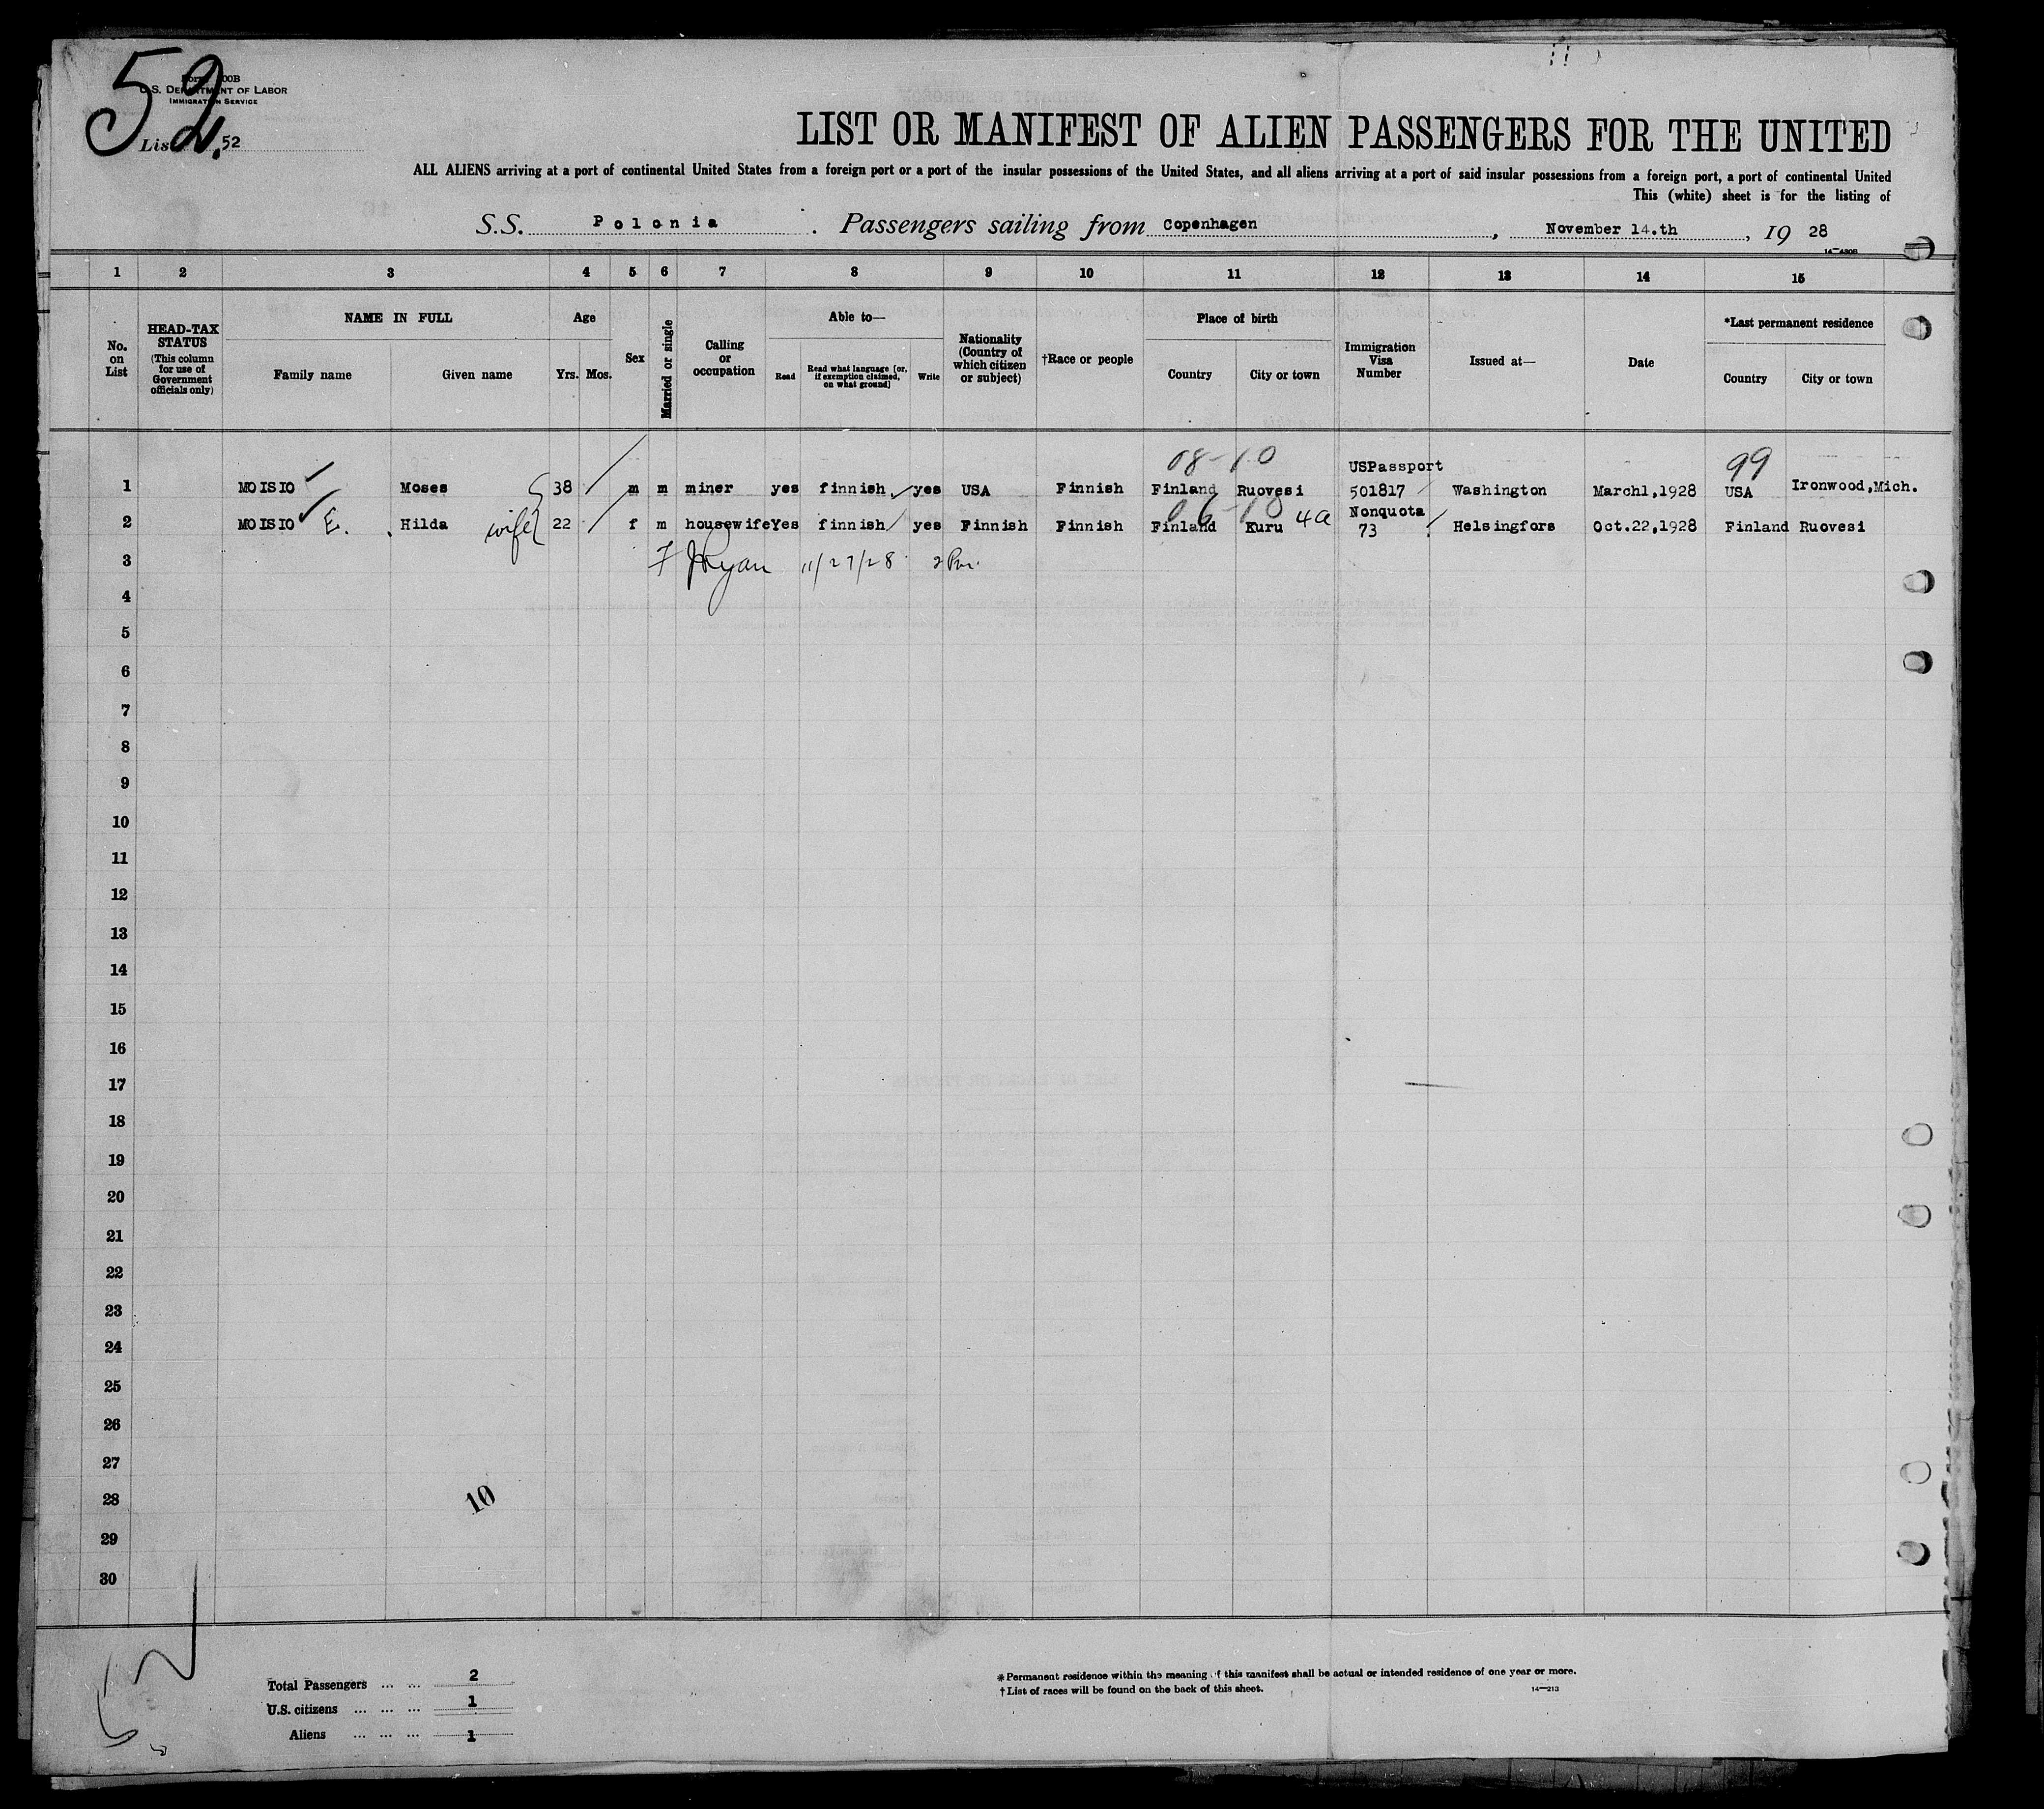 52.
Form 500B
U.S. DEPARTMENT OF LABOR
IMMIGRATION SERVICE
List 52
LIST OR MANIFEST OF ALIEN PASSENGERS FOR THE UNITED
ALL ALIENS arriving at a port of continental United States from a foreign port or a port of the insular possessions of the United States, and all aliens arriving at a port of said insular possessions from a foreign port, a port of continental United
This (white) sheet is for the listing of
S.S. Polonia . Passengers sailing from Copenhagen , November 14.th , 19 28
1 2 3 4 5 6 7 8 9 10 11 12 13 14 15
No. on List
HEAD-TAX STATUS (This column for use of Government officials only)
NAME IN FULL
Family name Given name
Age
Yrs. Mos.
Sex
Married or single
Calling or occupation
Able to—
Read Read what language [or, if exemption claimed, on what ground] Write
Nationality (Country of which citizen or subject)
†Race or people
Place of birth
Country City or town
Immigration Visa Number
Issued at—
Date
*Last permanent residence
Country City or town
08-10 USPassport 99
1 MOISIO Moses 38 m m miner yes finnish yes USA Finnish Finland Ruovesi 501817 Washington March1,1928 USA Ironwood,Mich.
06-10 Nonquota
2 MOISIO E. Hilda wife 22 f m housewife Yes finnish yes Finnish Finnish Finland Kuru 4a 73 Helsingfors Oct.22,1928 Finland Ruovesi
3 Ryan 11/27/28
4
5
6
7
8
9
10
11
12
13
14
15
16
17
18
19
20
21
22
23
24
25
26
27
28 10
29
30
Total Passengers ... ... 2
U.S. citizens ... ... ... 1
Aliens ... ... ... 1
*Permanent residence within the meaning of this manifest shall be actual or intended residence of one year or more.
†List of races will be found on the back of this sheet.
14—213